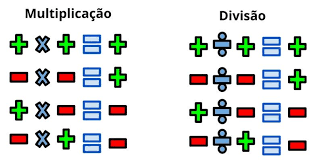 Multiplicação
Divisão
+ × + = +
- × - = +
+ × - = -
- × + = -
+ ÷ + = +
- ÷ - = +
+ ÷ - = -
- ÷ + = -